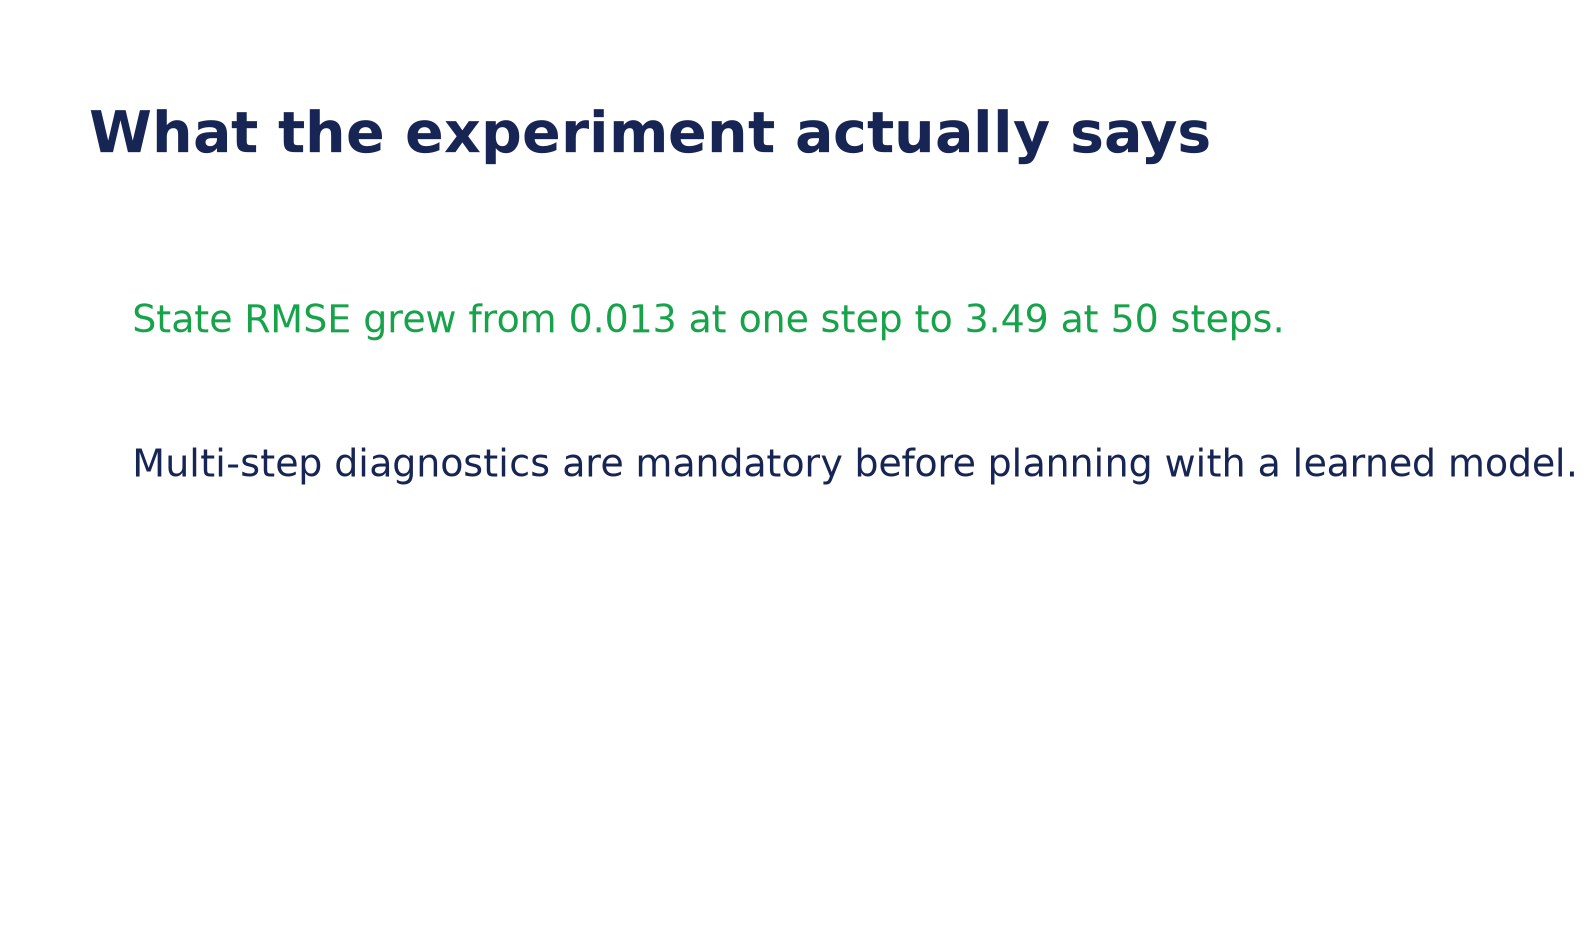 What the experiment actually says
State RMSE grew from 0.013 at one step to 3.49 at 50 steps.
Multi-step diagnostics are mandatory before planning with a learned model.